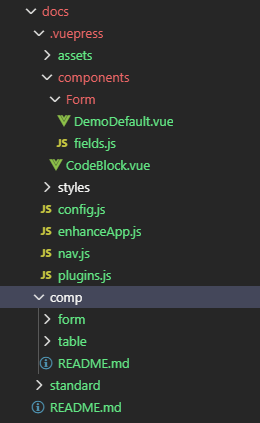 docs
.vuepress
assets
components
Form
DemoDefault.vue
JS fields.js
CodeBlock.vue
styles
JS config.js
JS enhanceApp.js
JS nav.js
JS plugins.js
comp
form
table
README.md
standard
README.md